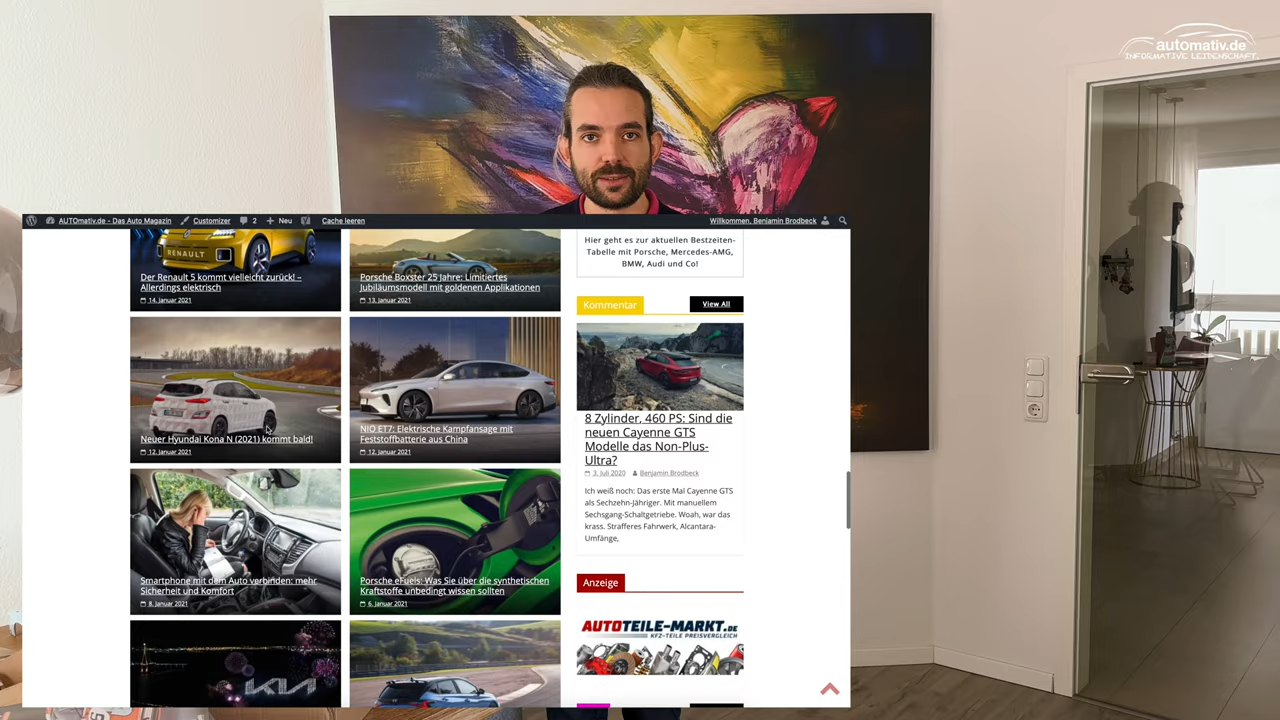 automativ.de
INFORMATIVE LEIDENSCHAFT.
AUTOmativ.de - Das Auto Magazin
Customizer
2
Neu
Cache leeren
Willkommen, Benjamin Brodbeck
RENAULT
Der Renault 5 kommt vielleicht zurück! –
Allerdings elektrisch
14. Januar 2021
Porsche Boxster 25 Jahre: Limitiertes
Jubiläumsmodell mit goldenen Applikationen
13. Januar 2021
Hier geht es zur aktuellen Bestzeiten-
Tabelle mit Porsche, Mercedes-AMG,
BMW, Audi und Co!
Kommentar
View All
Neuer Hyundai Kona N (2021) kommt bald!
12. Januar 2021
NIO ET7: Elektrische Kampfansage mit
Feststoffbatterie aus China
12. Januar 2021
8 Zylinder, 460 PS: Sind die
neuen Cayenne GTS
Modelle das Non-Plus-
Ultra?
3. Juli 2020
Benjamin Brodbeck
Ich weiß noch: Das erste Mal Cayenne GTS
als Sechzehn-Jähriger. Mit manuellem
Sechsgang-Schaltgetriebe. Woah, war das
krass. Strafferes Fahrwerk, Alcantara-
Umfänge,
Smartphone mit dem Auto verbinden: mehr
Sicherheit und Komfort
8. Januar 2021
Porsche eFuels: Was Sie über die synthetischen
Kraftstoffe unbedingt wissen sollten
6. Januar 2021
Anzeige
AUTOTEILE-MARKT.DE
KFZ-TEILE PREISVERGLEICH
KIA